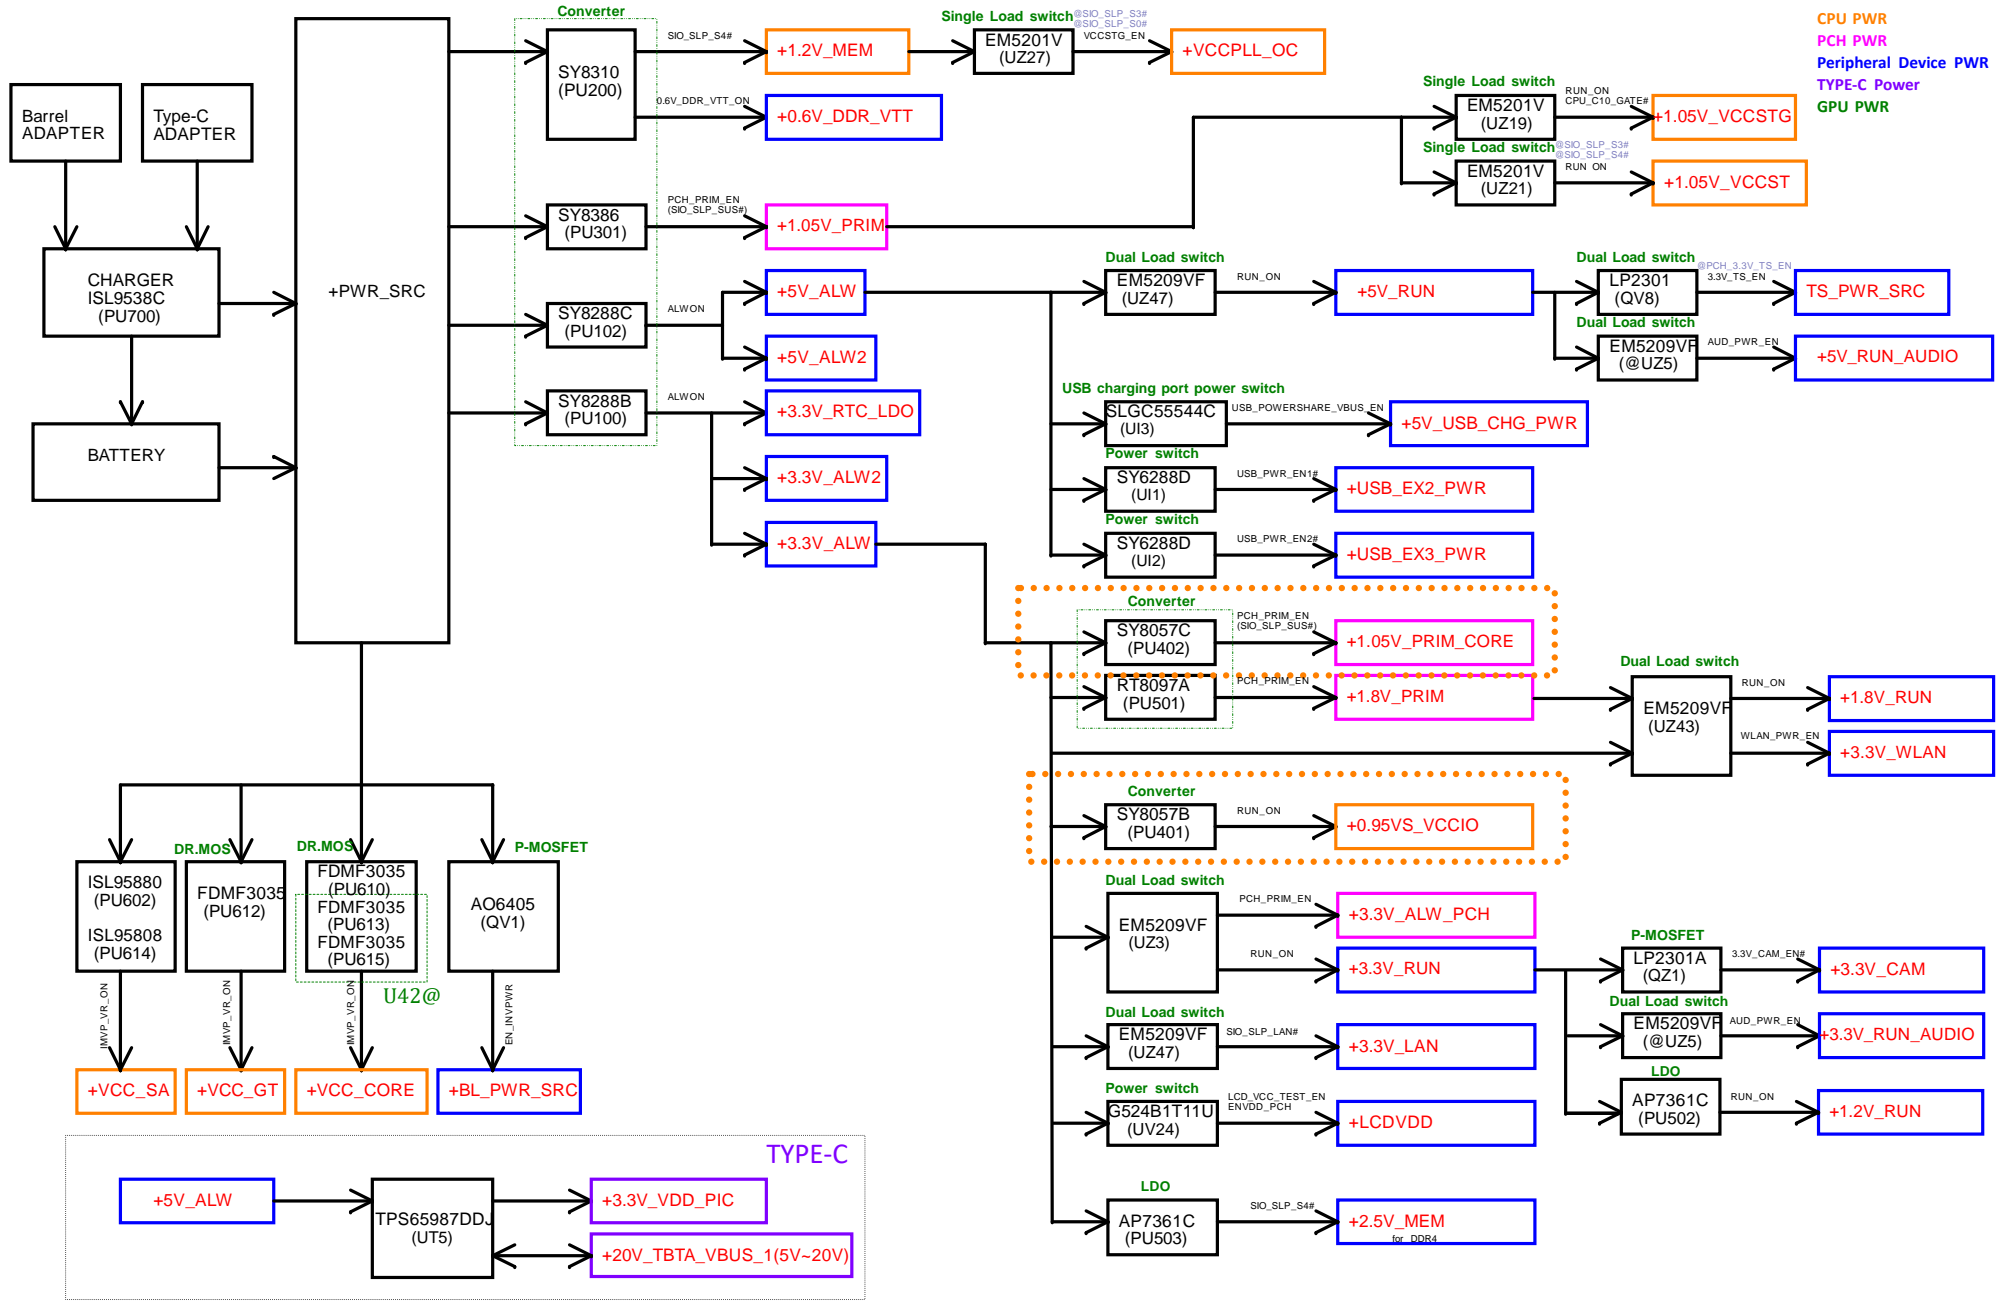 Converter
SIO_SLP_S4#
SY8310
(PU200)
+1.2V_MEM
0.6V_DDR_VTT_ON
+0.6V_DDR_VTT
Single Load switch
@SIO_SLP_S3#
@SIO_SLP_S0#
VCCSTG_EN
EM5201V
(UZ27)
+VCCPLL_OC
CPU PWR
PCH PWR
Peripheral Device PWR
TYPE-C Power
GPU PWR
Barrel
ADAPTER
Type-C
ADAPTER
CHARGER
ISL9538C
(PU700)
BATTERY
+PWR_SRC
Single Load switch
EM5201V
(UZ19)
RUN_ON
CPU_C10_GATE#
+1.05V_VCCSTG
Single Load switch
@SIO_SLP_S3#
@SIO_SLP_S4#
RUN ON
EM5201V
(UZ21)
+1.05V_VCCST
SY8386
(PU301)
PCH_PRIM_EN
(SIO_SLP_SUS#)
+1.05V_PRIM
SY8288C
(PU102)
ALWON
+5V_ALW
+5V_ALW2
SY8288B
(PU100)
ALWON
+3.3V_RTC_LDO
+3.3V_ALW2
+3.3V_ALW
Dual Load switch
EM5209VF
(UZ47)
RUN_ON
+5V_RUN
Dual Load switch
LP2301
(QV8)
@PCH_3.3V_TS_EN
3.3V_TS_EN
TS_PWR_SRC
Dual Load switch
EM5209VF
(@UZ5)
AUD_PWR_EN
+5V_RUN_AUDIO
USB charging port power switch
SLGC55544C
(UI3)
USB_POWERSHARE_VBUS_EN
+5V_USB_CHG_PWR
Power switch
SY6288D
(UI1)
USB_PWR_EN1#
+USB_EX2_PWR
Power switch
SY6288D
(UI2)
USB_PWR_EN2#
+USB_EX3_PWR
Converter
SY8057C
(PU402)
PCH_PRIM_EN
(SIO_SLP_SUS#)
+1.05V_PRIM_CORE
RT8097A
(PU501)
PCH_PRIM_EN
+1.8V_PRIM
Dual Load switch
EM5209VF
(UZ43)
RUN_ON
+1.8V_RUN
WLAN_PWR_EN
+3.3V_WLAN
Converter
SY8057B
(PU401)
RUN_ON
+0.95VS_VCCIO
Dual Load switch
EM5209VF
(UZ3)
PCH_PRIM_EN
+3.3V_ALW_PCH
RUN_ON
+3.3V_RUN
P-MOSFET
LP2301A
(QZ1)
3.3V_CAM_EN#
+3.3V_CAM
Dual Load switch
EM5209VF
(@UZ5)
AUD_PWR_EN
+3.3V_RUN_AUDIO
LDO
AP7361C
(PU502)
RUN_ON
+1.2V_RUN
Dual Load switch
EM5209VF
(UZ47)
SIO_SLP_LAN#
+3.3V_LAN
Power switch
G524B1T11U
(UV24)
LCD_VCC_TEST_EN
ENVDD_PCH
+LCDVDD
LDO
AP7361C
(PU503)
SIO_SLP_S4#
+2.5V_MEM
for DDR4
ISL95880
(PU602)
ISL95808
(PU614)
IMVP_VR_ON
+VCC_SA
DR.MOS
FDMF3035
(PU612)
IMVP_VR_ON
+VCC_GT
DR.MOS
FDMF3035
(PU610)
FDMF3035
(PU613)
FDMF3035
(PU615)
U42@
IMVP_VR_ON
+VCC_CORE
P-MOSFET
AO6405
(QV1)
EN_INVPWR
+BL_PWR_SRC
TYPE-C
+5V_ALW
TPS65987DDJ
(UT5)
+3.3V_VDD_PIC
+20V_TBTA_VBUS_1(5V~20V)